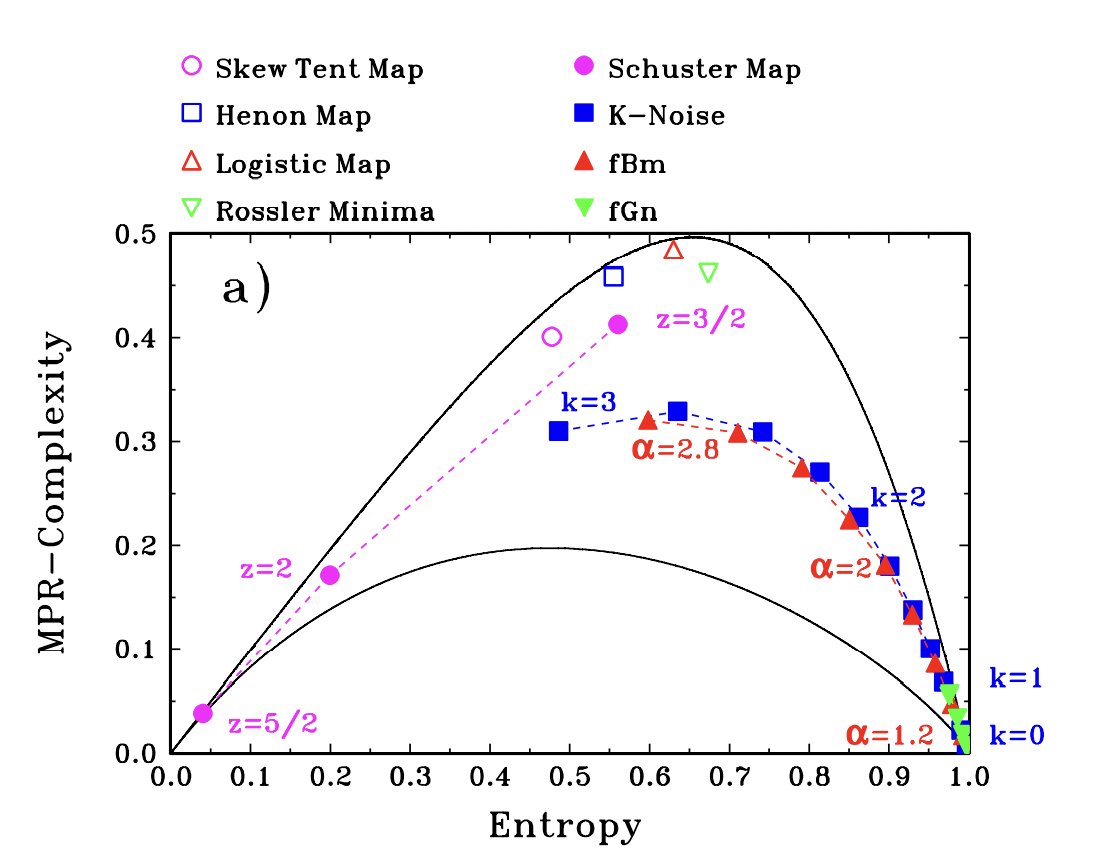 Skew Tent Map
Schuster Map
Henon Map
K−Noise
Logistic Map
fBm
Rossler Minima
fGn
0.5
a)
z=3/2
0.4
k=3
0.3
α=2.8
k=2
MPR−Complexity
0.2
z=2
α=2
0.1
k=1
z=5/2
α=1.2
k=0
0.0
0.0 0.1 0.2 0.3 0.4 0.5 0.6 0.7 0.8 0.9 1.0
Entropy